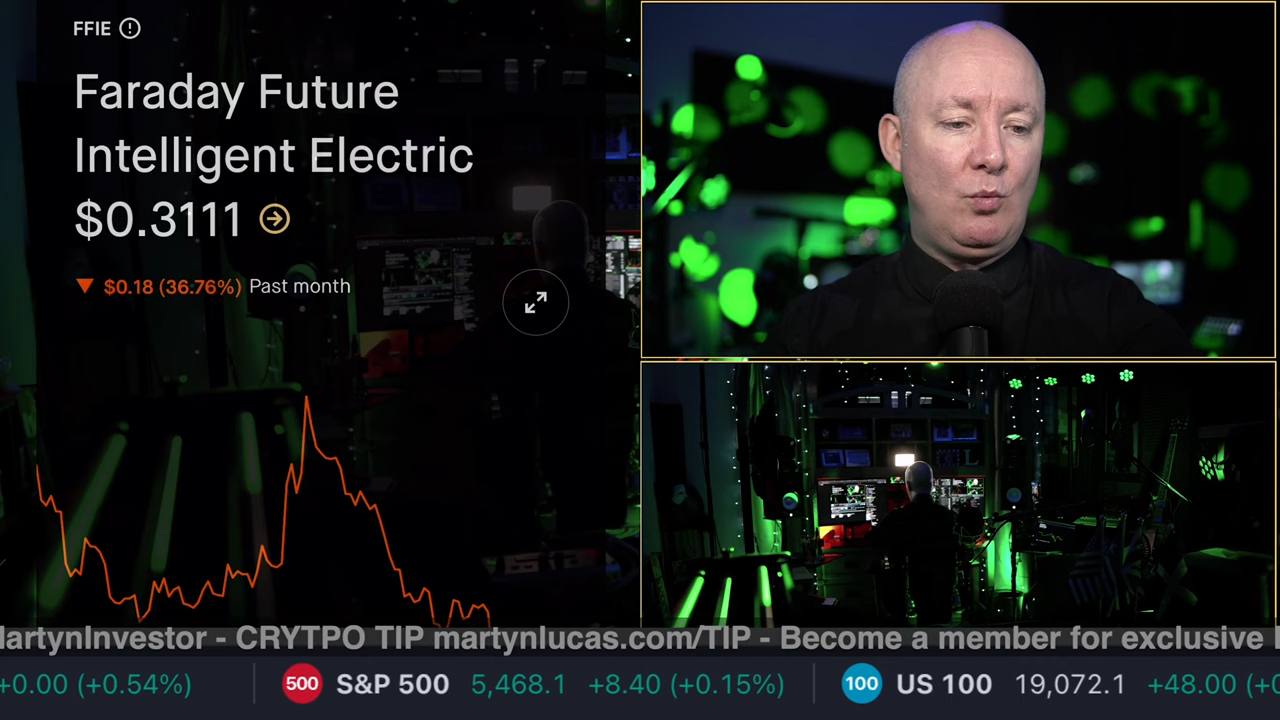 FFIE
Faraday Future
Intelligent Electric
$0.3111
▼ $0.18 (36.76%) Past month
MartynInvestor - CRYTPO TIP martynlucas.com/TIP - Become a member for exclusive
+0.00 (+0.54%)
500 S&P 500 5,468.1 +8.40 (+0.15%)
100 US 100 19,072.1 +48.00 (+0